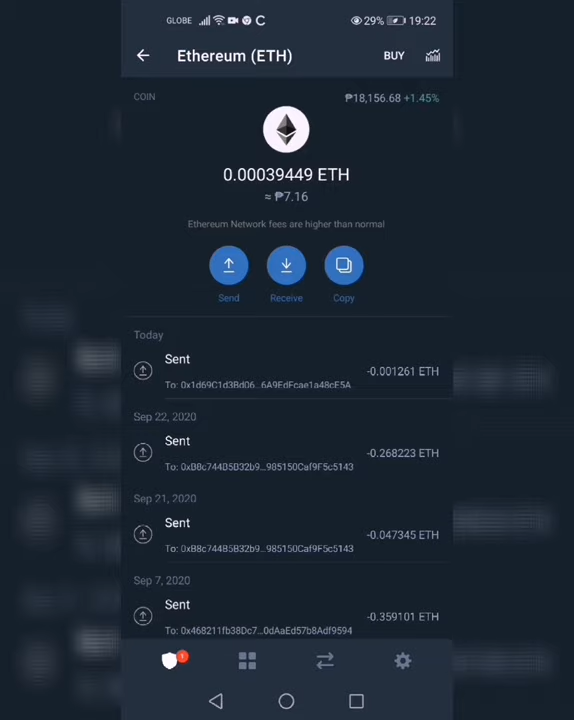 GLOBE 29% 19:22
Ethereum (ETH) BUY
COIN ₱18,156.68 +1.45%
0.00039449 ETH
≈ ₱7.16
Ethereum Network fees are higher than normal
Send Receive Copy
Today
Sent
-0.001261 ETH
To: 0x1d69C1d3Bd06...6A9EdFcae1a48cE5A
Sep 22, 2020
Sent
-0.268223 ETH
To: 0xB8c744B5B32b9...985150Caf9F5c5143
Sep 21, 2020
Sent
-0.047345 ETH
To: 0xB8c744B5B32b9...985150Caf9F5c5143
Sep 7, 2020
Sent
-0.359101 ETH
To: 0x468211fb38Dc7...0dAaEd57b8Adf9594
1